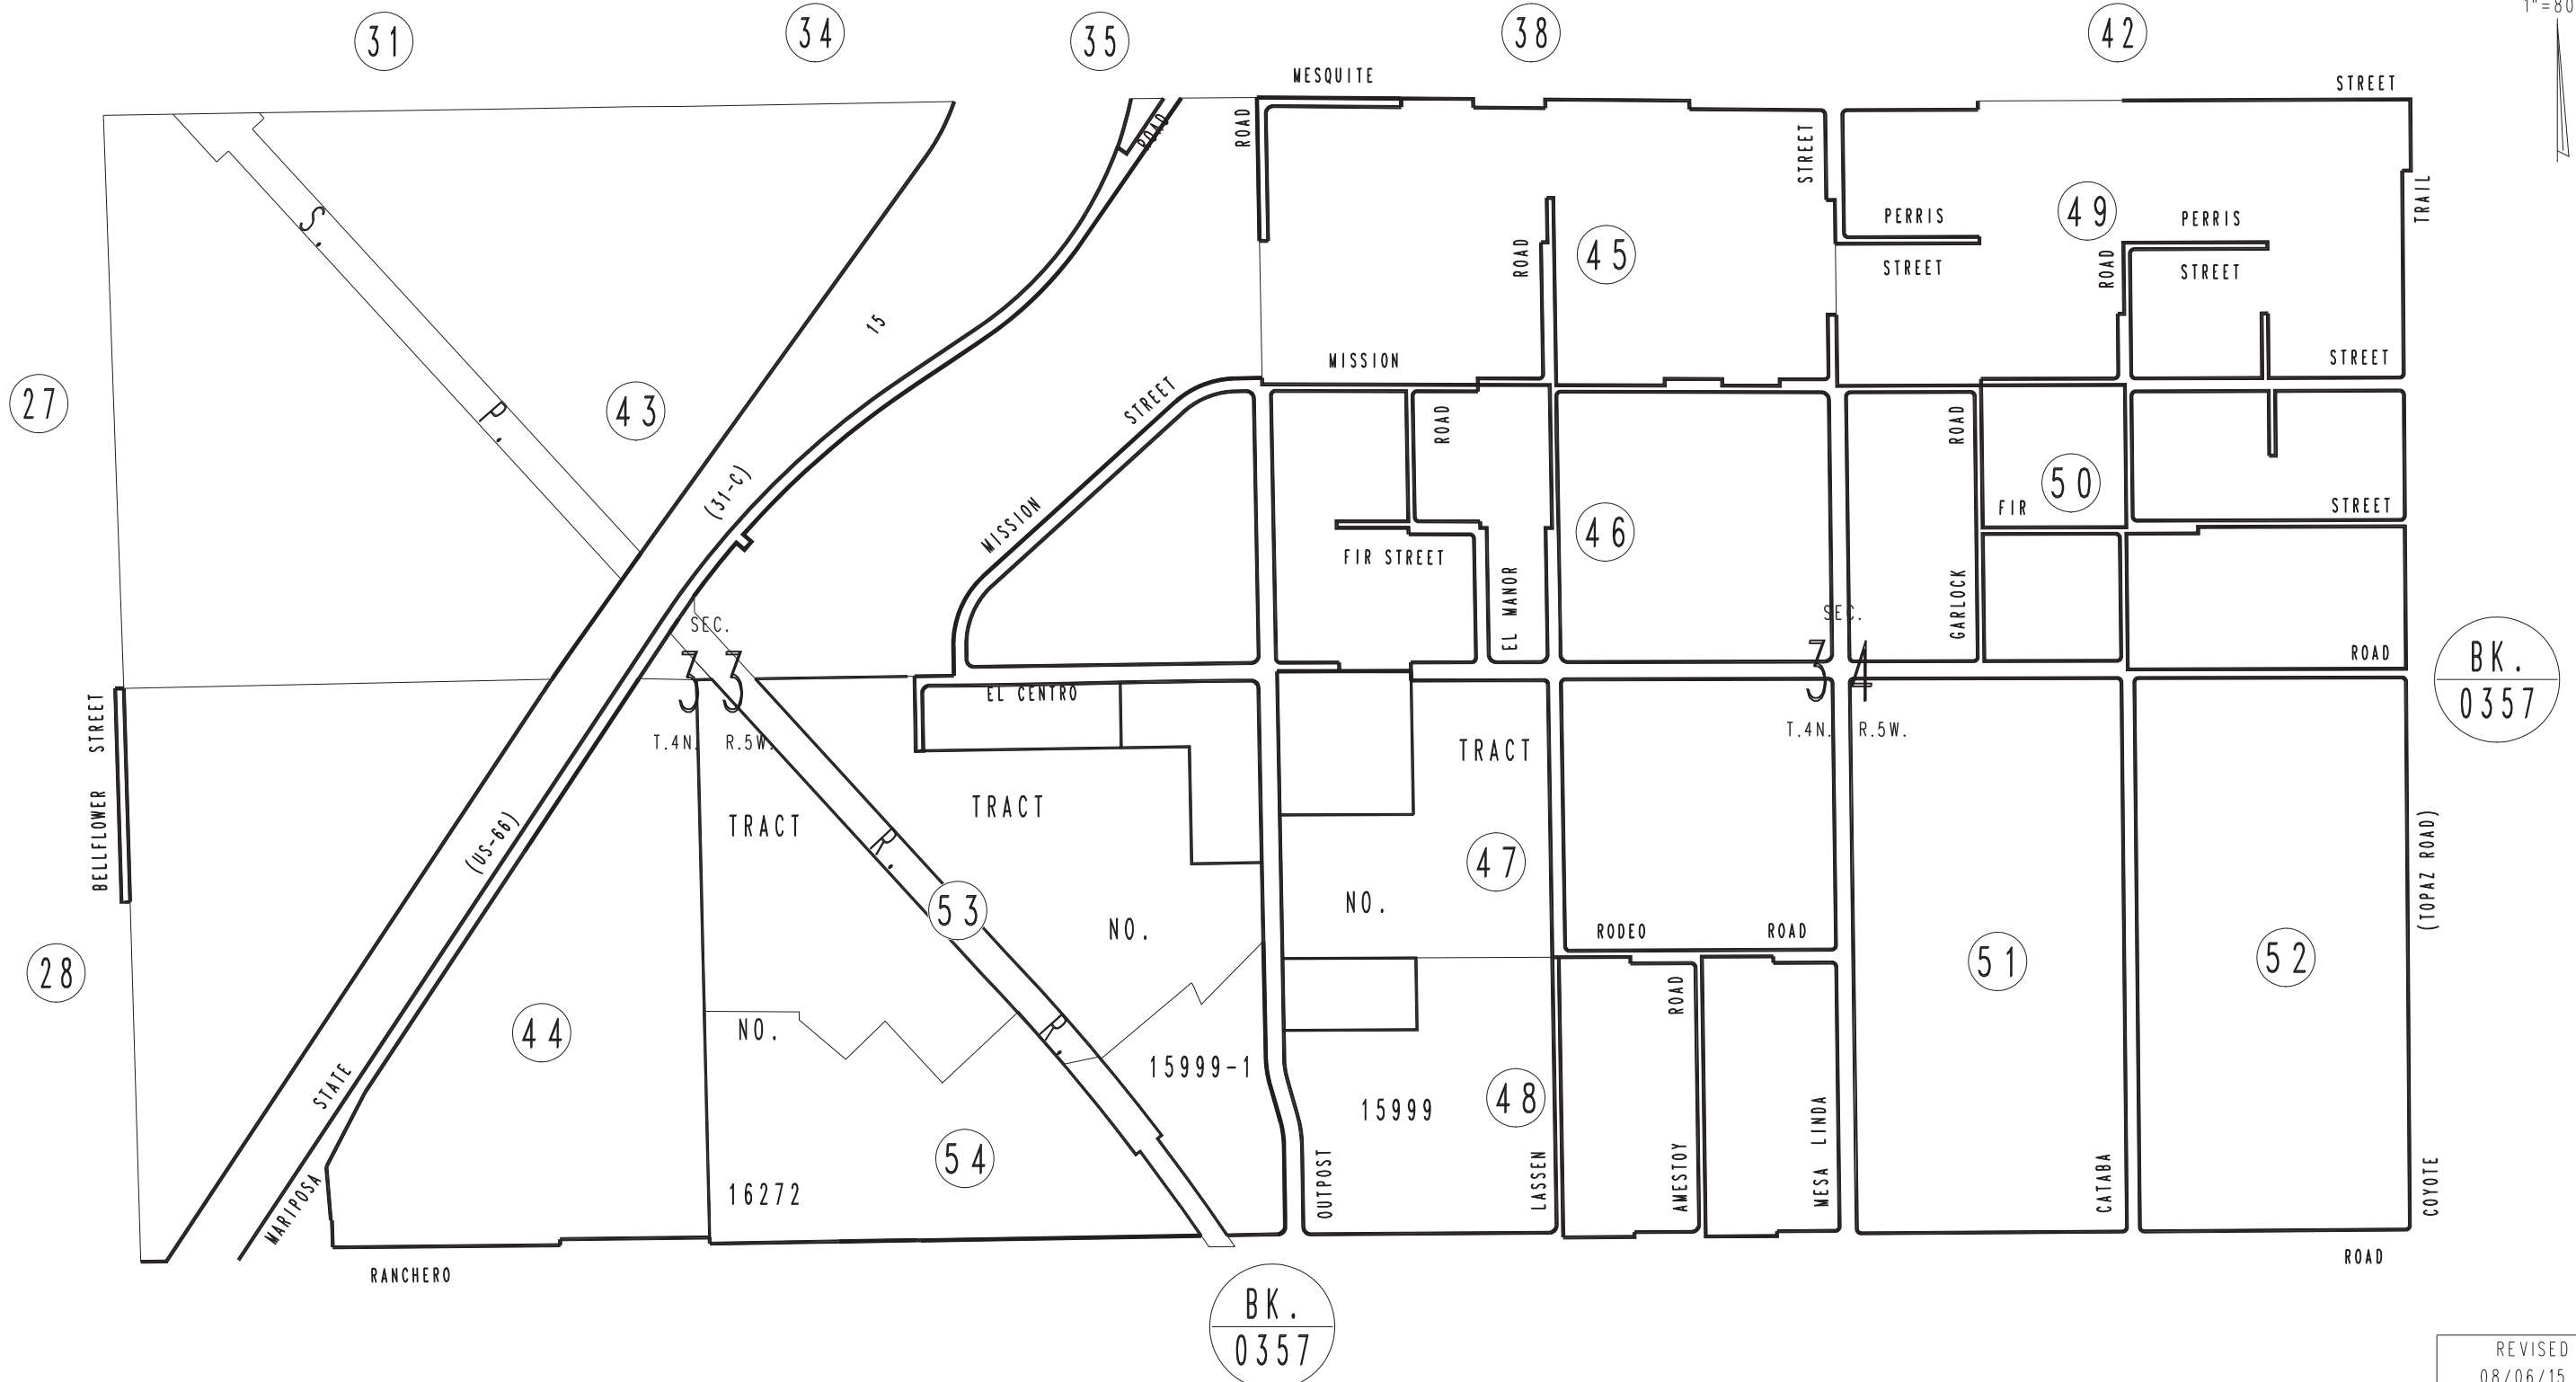 1"=80
31
34
35
38
42
MESQUITE
STREET
ROAD
ROAD
STREET
TRAIL
S.
PERRIS
49
PERRIS
45
ROAD
STREET
ROAD
STREET
15
MISSION
STREET
27
P.
43
STREET
ROAD
ROAD
(31-C)
50
FIR
STREET
MISSION
46
FIR STREET
EL MANOR
GARLOCK
SEC.
33
T.4N. R.5W.
SEC.
34
T.4N. R.5W.
ROAD
BK.
0357
EL CENTRO
BELLFLOWER STREET
TRACT
TRACT
TRACT
(US-66)
R.
47
(TOPAZ ROAD)
53
NO.
NO.
RODEO ROAD
28
51
52
ROAD
44
NO.
R.
STATE
15999-1
15999
48
54
16272
MARIPOSA
OUTPOST
LASSEN
AMESTOY
MESA LINDA
CATABA
COYOTE
RANCHERO
ROAD
BK.
0357
REVISED
08/06/15